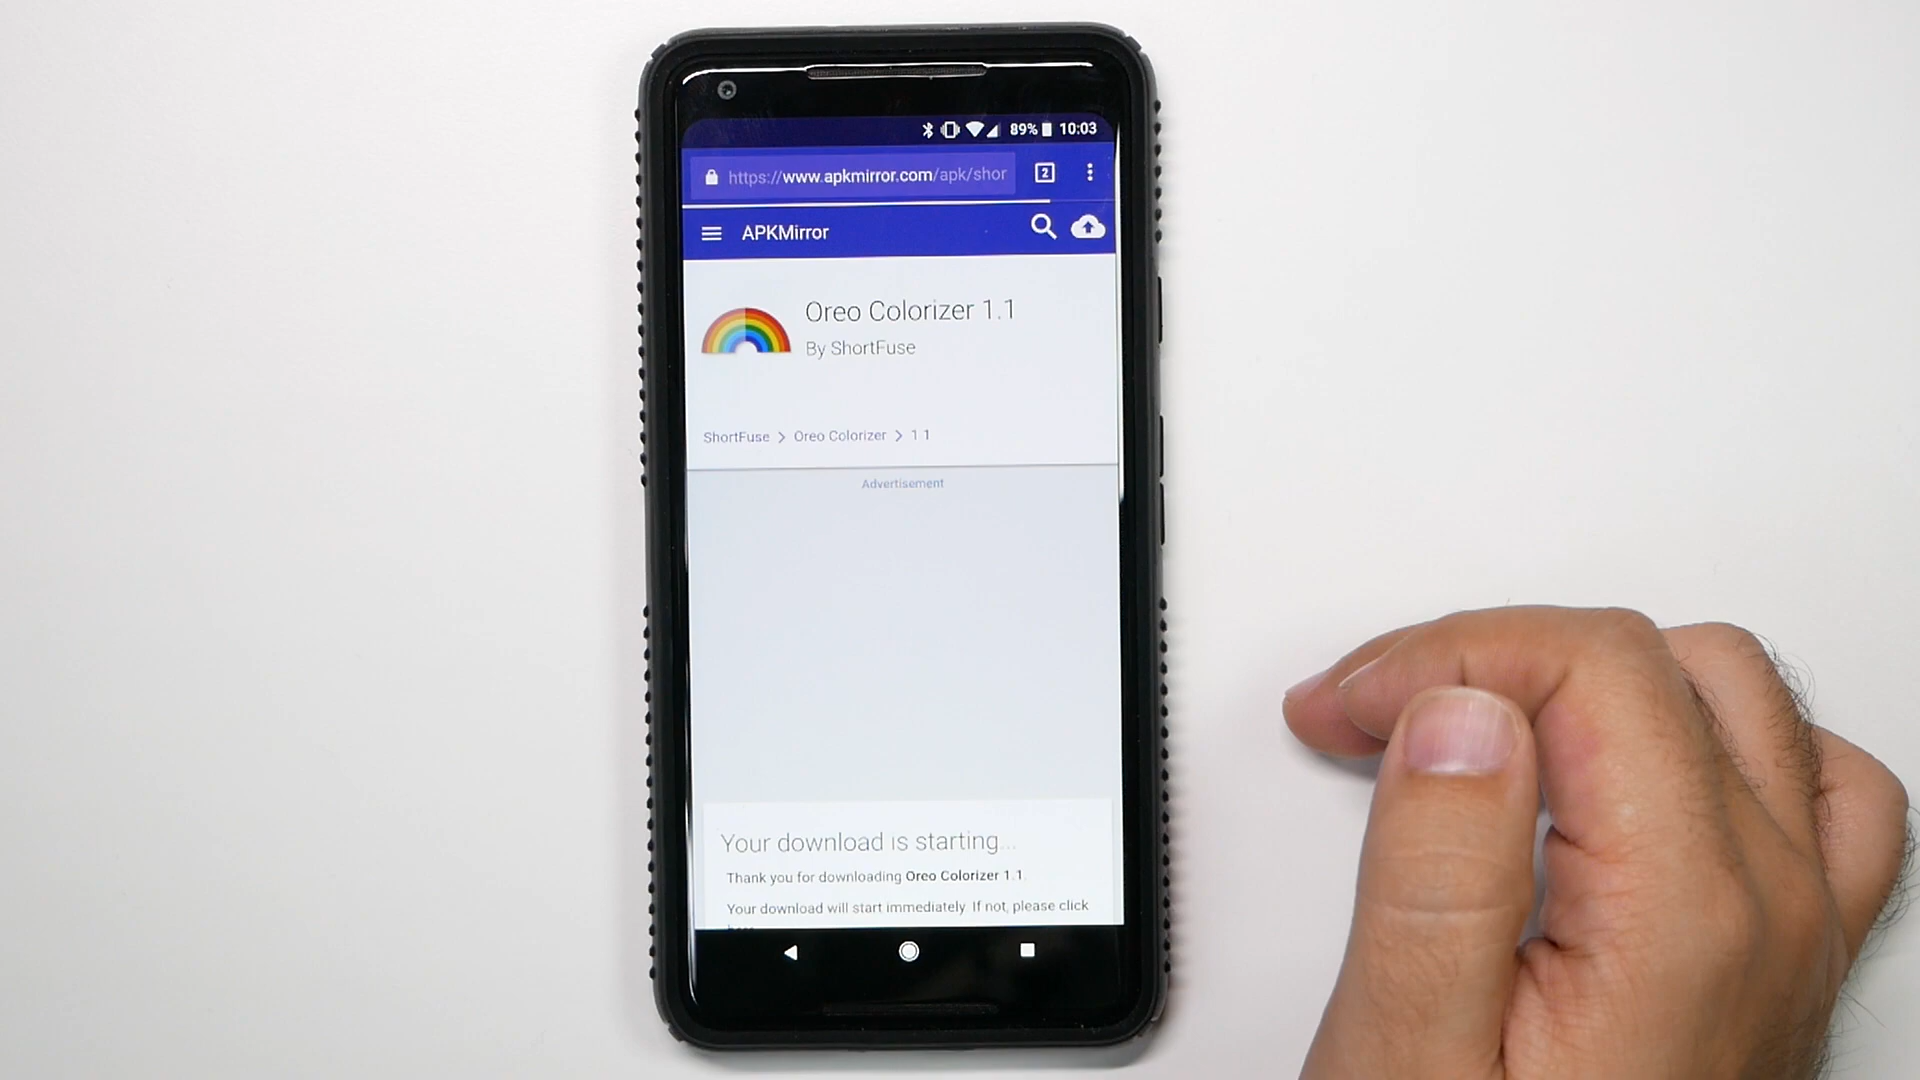 89% 10:03
https://www.apkmirror.com/apk/shor
2
APKMirror
Oreo Colorizer 1.1
By ShortFuse
ShortFuse > Oreo Colorizer > 1 1
Advertisement
Your download is starting...
Thank you for downloading Oreo Colorizer 1.1.
Your download will start immediately. If not, please click